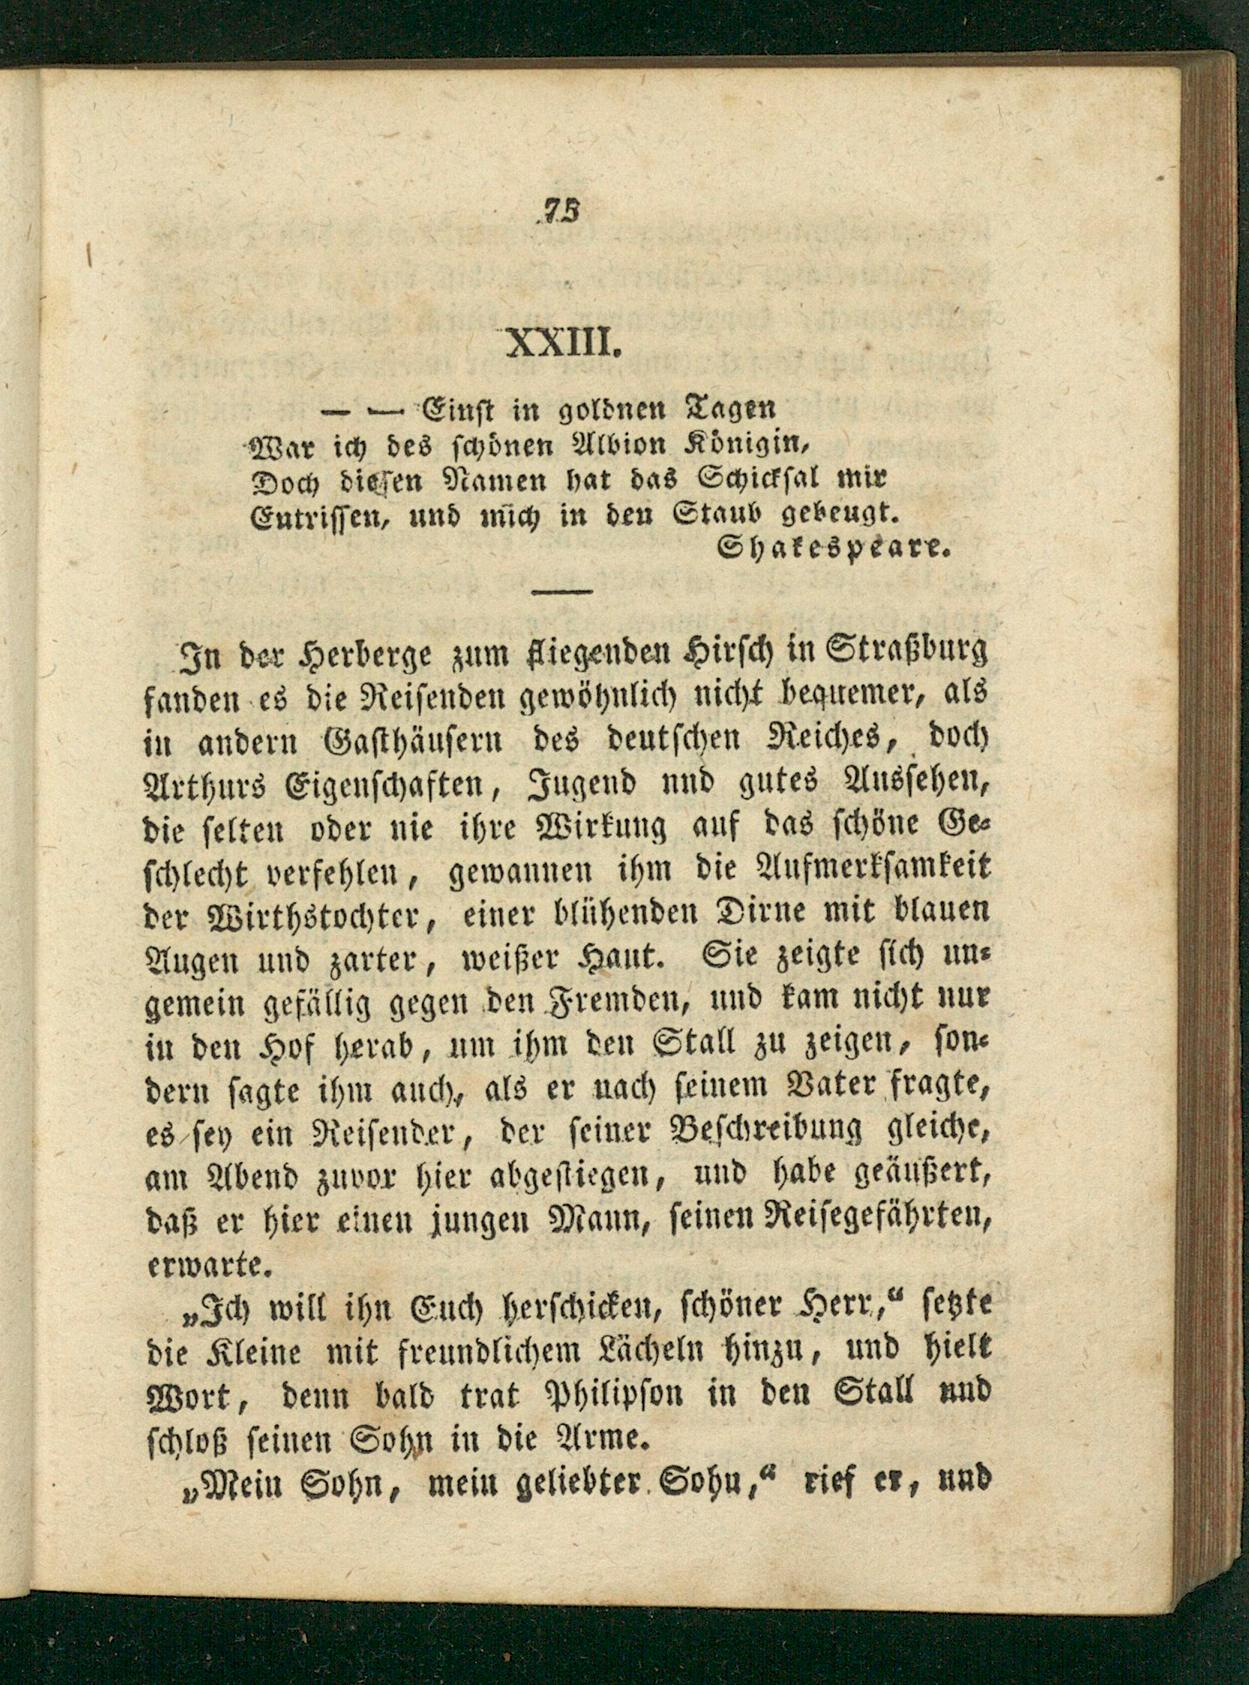 75
XXIII.
— — Einst in goldnen Tagen
War ich des schönen Albion Königin,
Doch diesen Namen hat das Schicksal mir
Entrissen, und mich in den Staub gebeugt.
Shakespeare.
In der Herberge zum fliegenden Hirsch in Straßburg
fanden es die Reisenden gewöhnlich nicht bequemer, als
in andern Gasthäusern des deutschen Reiches, doch
Arthurs Eigenschaften, Jugend und gutes Aussehen,
die selten oder nie ihre Wirkung auf das schöne Ge-
schlecht verfehlen, gewannen ihm die Aufmerksamkeit
der Wirthstochter, einer blühenden Dirne mit blauen
Augen und zarter, weißer Haut. Sie zeigte sich un-
gemein gefällig gegen den Fremden, und kam nicht nur
in den Hof herab, um ihm den Stall zu zeigen, son-
dern sagte ihm auch, als er nach seinem Vater fragte,
es sey ein Reisender, der seiner Beschreibung gleiche,
am Abend zuvor hier abgestiegen, und habe geäußert,
daß er hier einen jungen Mann, seinen Reisegefährten,
erwarte.
„Ich will ihn Euch herschicken, schöner Herr,“ setzte
die Kleine mit freundlichem Lächeln hinzu, und hielt
Wort, denn bald trat Philipson in den Stall und
schloß seinen Sohn in die Arme.
„Mein Sohn, mein geliebter Sohn,“ rief er, und